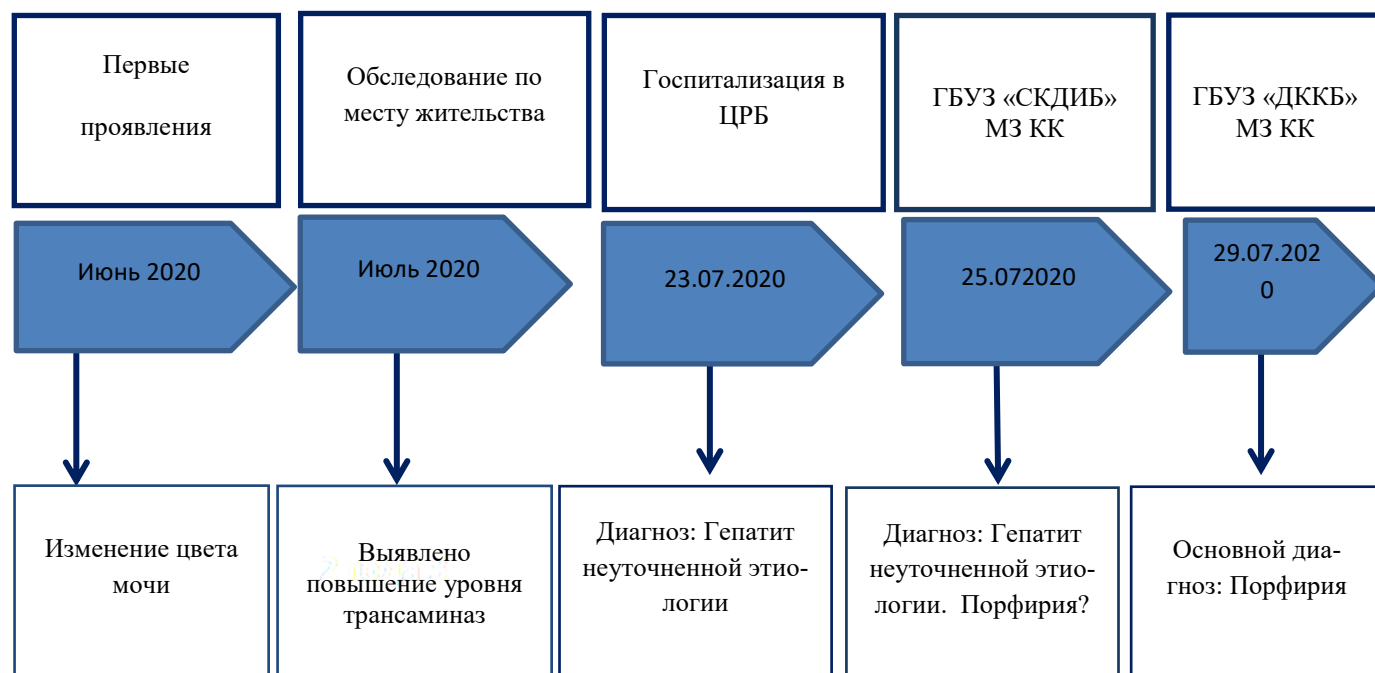 Первые
проявления
Обследование по
месту жительства
Госпитализация в
ЦРБ
ГБУЗ «СКДИБ»
МЗ КК
ГБУЗ «ДККБ»
МЗ КК
Июнь 2020
Июль 2020
23.07.2020
25.072020
29.07.202
0
Изменение цвета
мочи
Выявлено
повышение уровня
трансаминаз
Диагноз: Гепатит
неуточненной этио-
логии
Диагноз: Гепатит
неуточненной этио-
логии. Порфирия?
Основной диа-
гноз: Порфирия